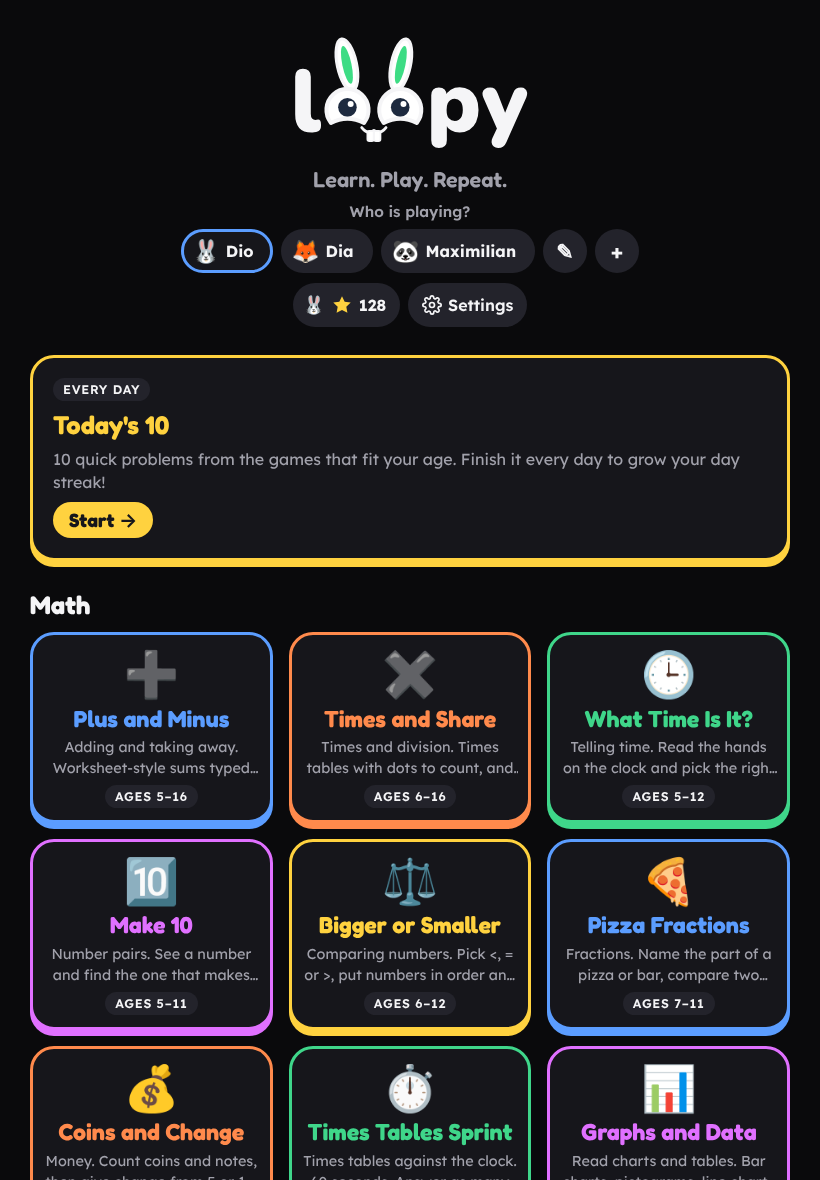 loopy
Learn. Play. Repeat.
Who is playing?
Dio
Dia
Maximilian
✎
+
128
Settings
EVERY DAY
Today's 10
10 quick problems from the games that fit your age. Finish it every day to grow your day
streak!
Start →
Math
Plus and Minus
Adding and taking away.
Worksheet-style sums typed…
AGES 5–16
Times and Share
Times and division. Times
tables with dots to count, and…
AGES 6–16
What Time Is It?
Telling time. Read the hands
on the clock and pick the righ…
AGES 5–12
10
Make 10
Number pairs. See a number
and find the one that makes…
AGES 5–11
Bigger or Smaller
Comparing numbers. Pick <, =
or >, put numbers in order an…
AGES 6–12
Pizza Fractions
Fractions. Name the part of a
pizza or bar, compare two…
AGES 7–11
Coins and Change
Money. Count coins and notes,
Times Tables Sprint
Times tables against the clock.
Graphs and Data
Read charts and tables. Bar